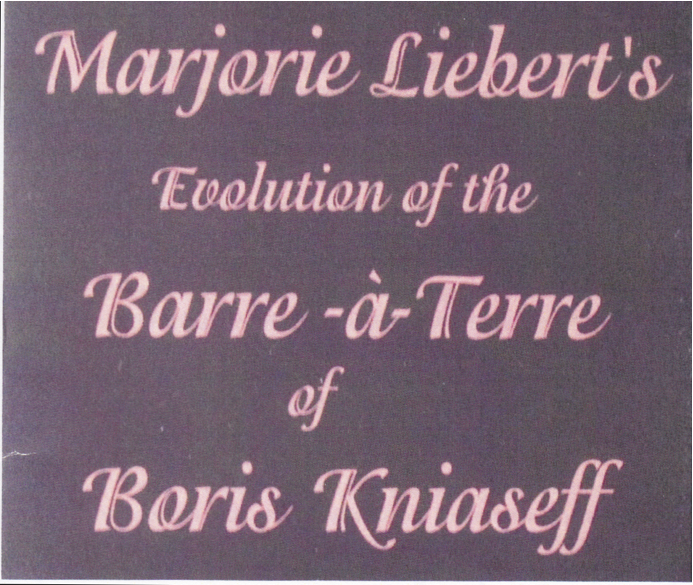 Marjorie Liebert's
Evolution of the
Barre -à-Terre
of
Boris Kniaseff